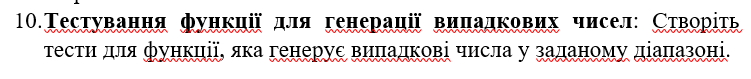 10. Тестування функції для генерації випадкових чисел: Створіть
тести для функції, яка генерує випадкові числа у заданому діапазоні.